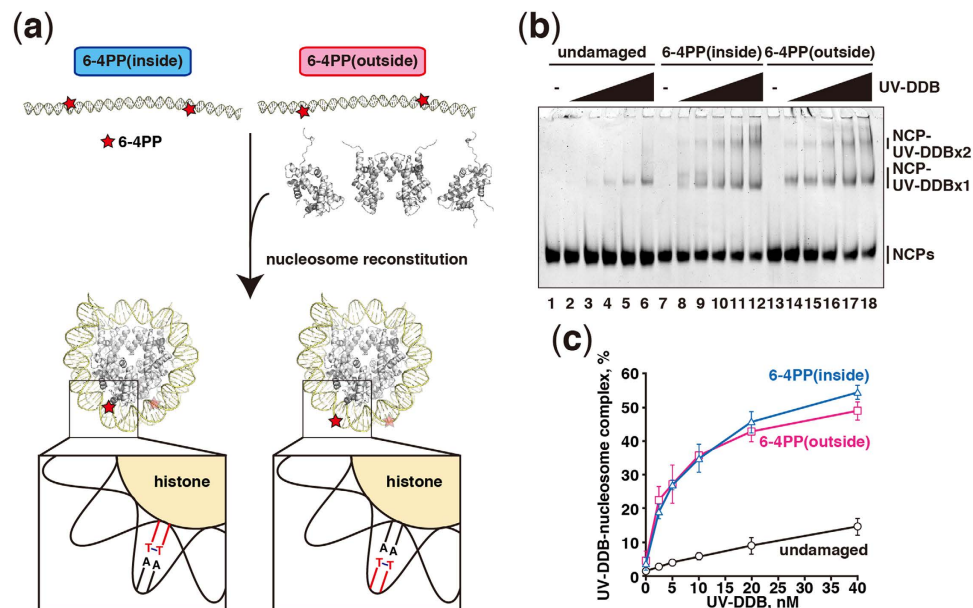 (a)
6-4PP(inside)
6-4PP(outside)
6-4PP
nucleosome reconstitution
histone
T-T
A A
histone
A A
T-T
(b)
undamaged 6-4PP(inside) 6-4PP(outside)
- - - UV-DDB
NCP-
UV-DDBx2
NCP-
UV-DDBx1
NCPs
1 2 3 4 5 6 7 8 9 10 11 12 13 14 15 16 17 18
(c)
UV-DDB-nucleosome complex, %
60
50
40
30
20
10
0
6-4PP(inside)
6-4PP(outside)
undamaged
0 5 10 15 20 25 30 35 40
UV-DDB, nM